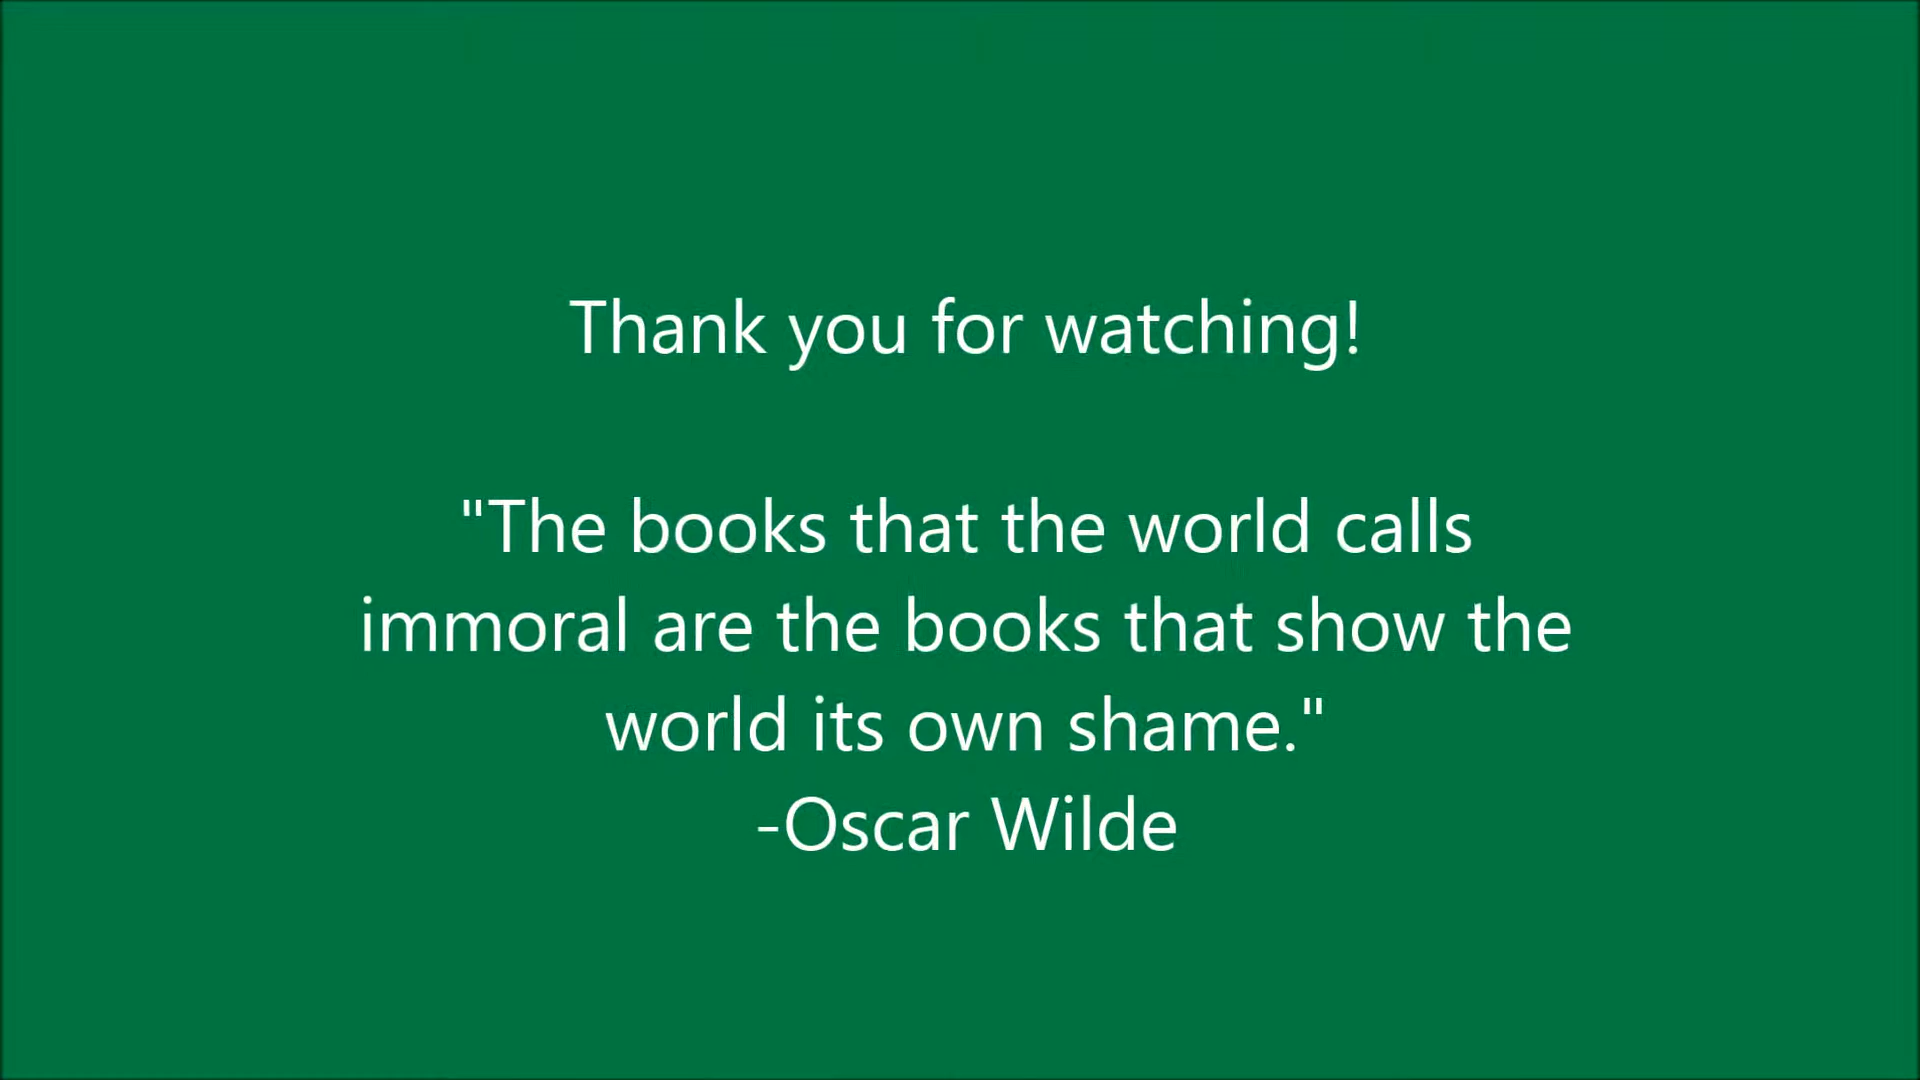 Thank you for watching!
"The books that the world calls
immoral are the books that show the
world its own shame."
-Oscar Wilde